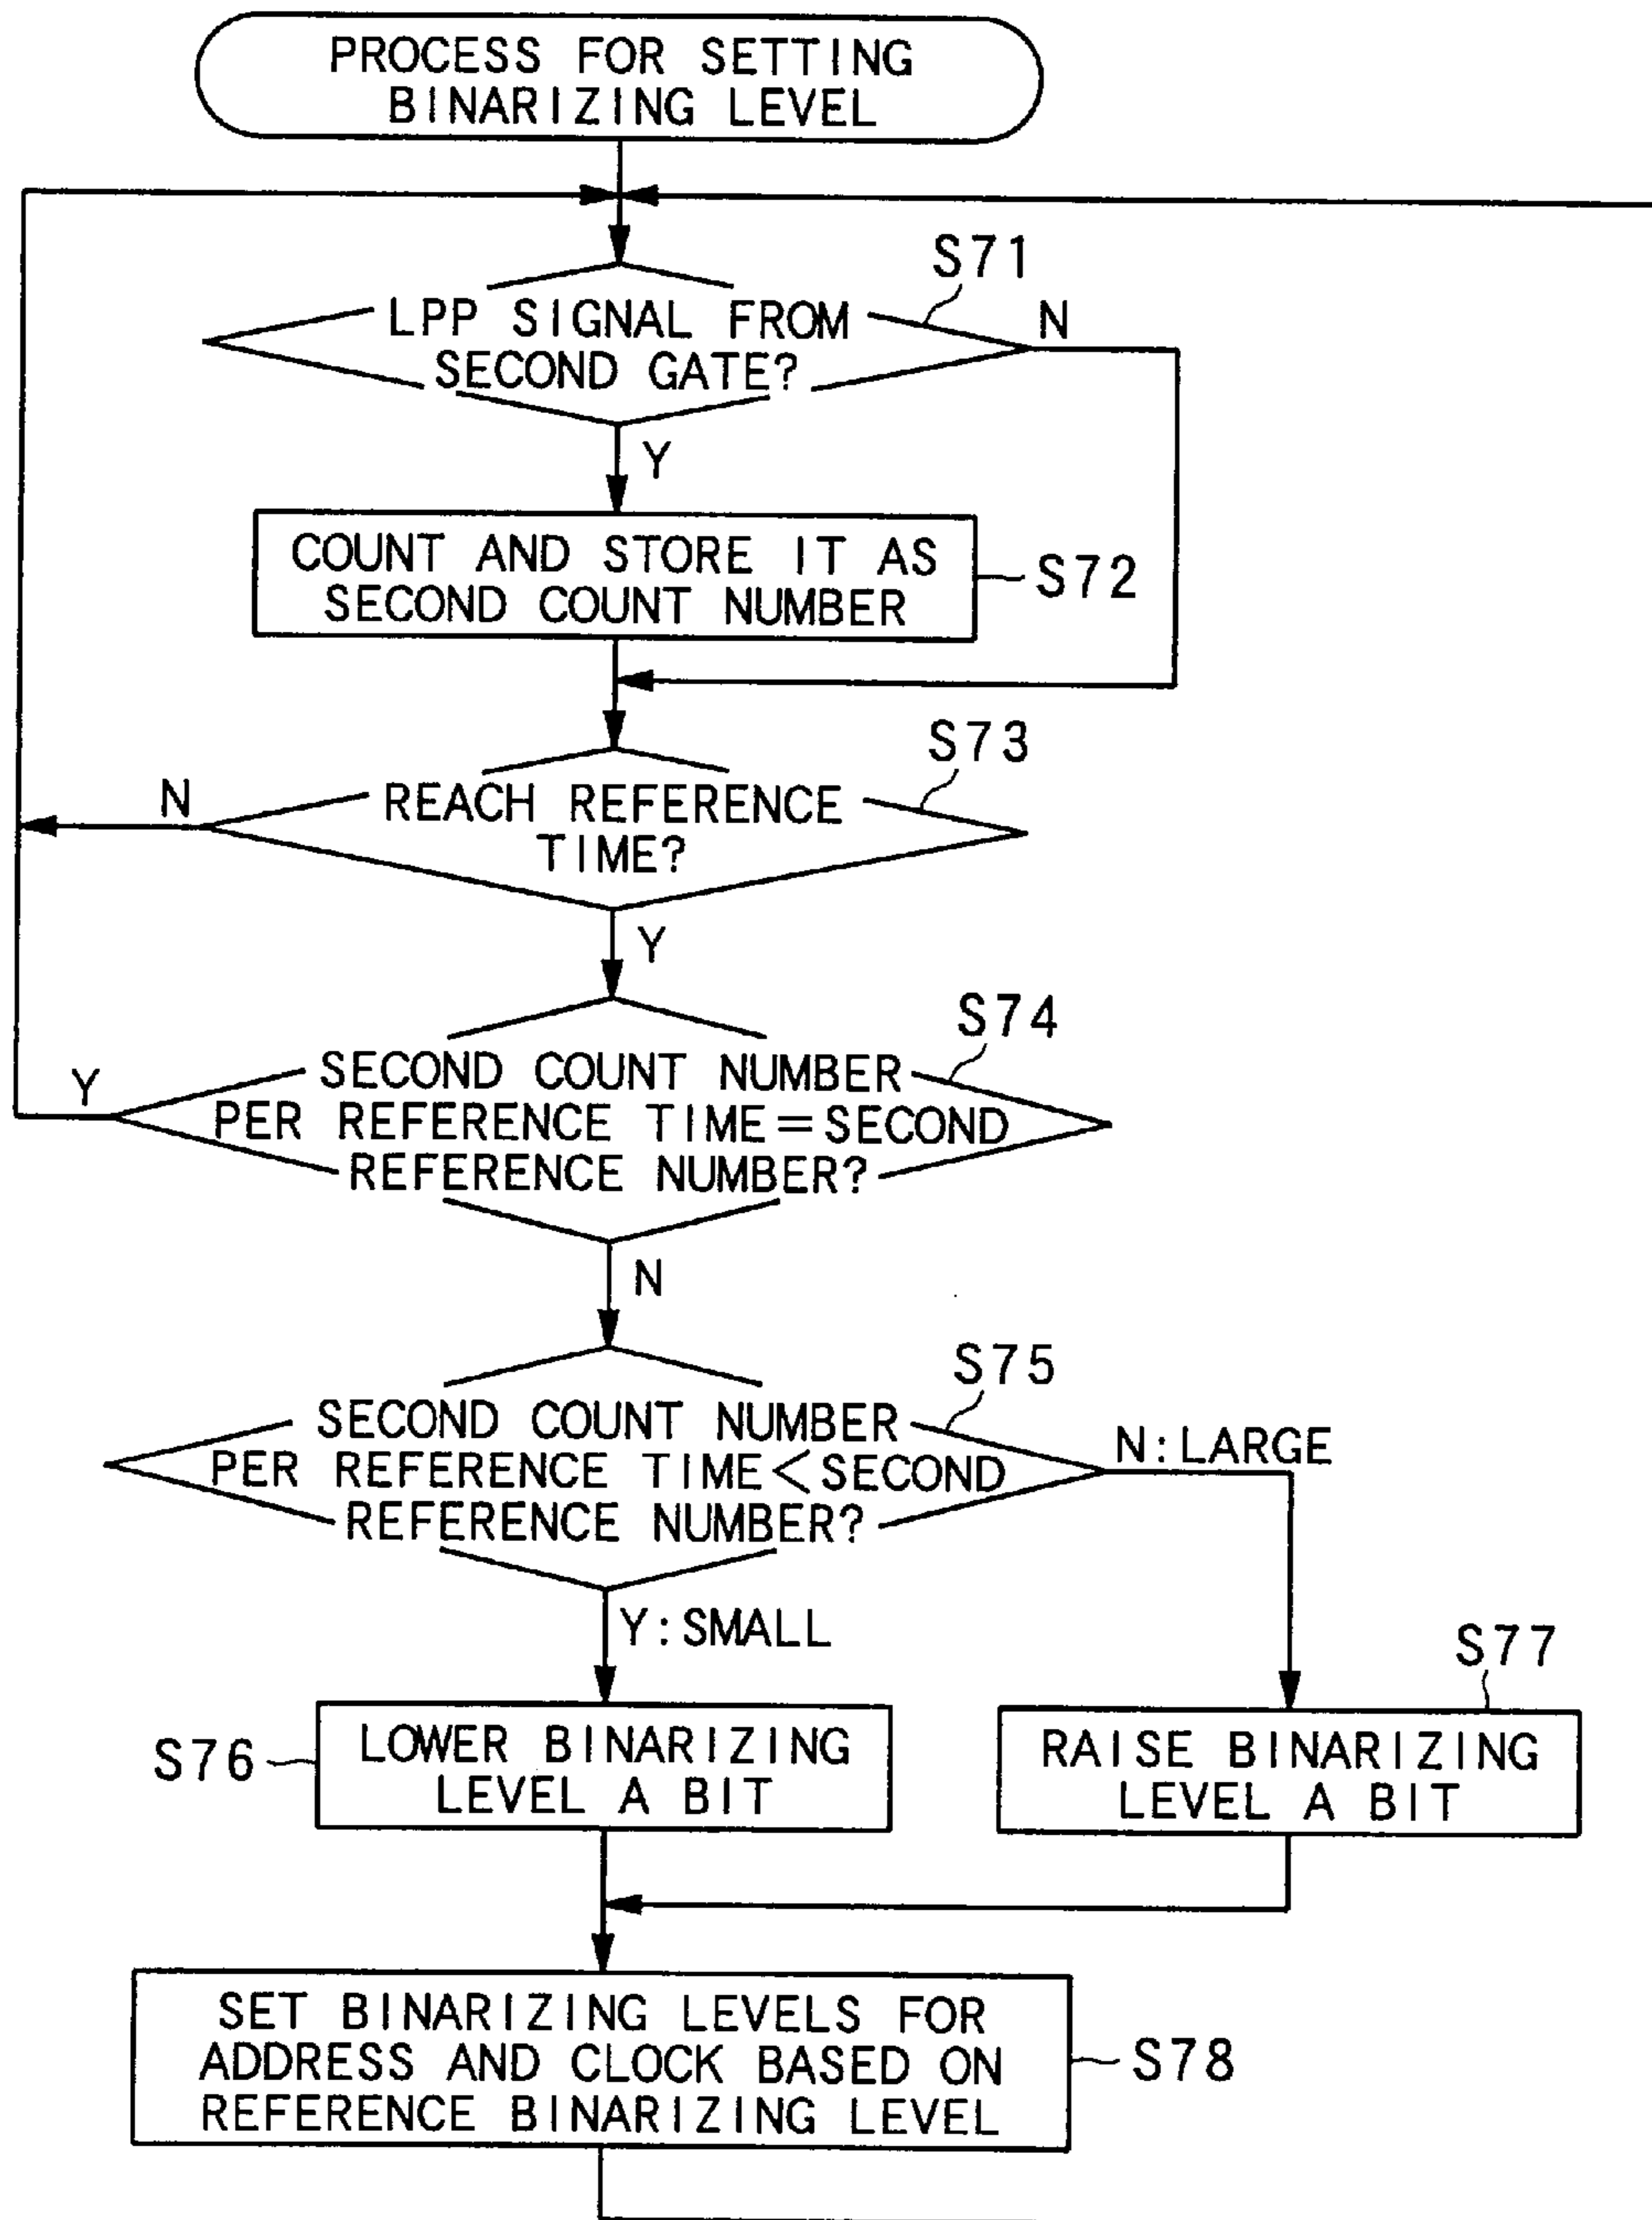 PROCESS FOR SETTING
BINARIZING LEVEL
S71
LPP SIGNAL FROM
SECOND GATE?
N
Y
COUNT AND STORE IT AS
SECOND COUNT NUMBER
S72
S73
REACH REFERENCE
TIME?
N
Y
S74
SECOND COUNT NUMBER
PER REFERENCE TIME=SECOND
REFERENCE NUMBER?
Y
N
S75
SECOND COUNT NUMBER
PER REFERENCE TIME<SECOND
REFERENCE NUMBER?
N:LARGE
Y:SMALL
S76
LOWER BINARIZING
LEVEL A BIT
S77
RAISE BINARIZING
LEVEL A BIT
SET BINARIZING LEVELS FOR
ADDRESS AND CLOCK BASED ON
REFERENCE BINARIZING LEVEL
S78